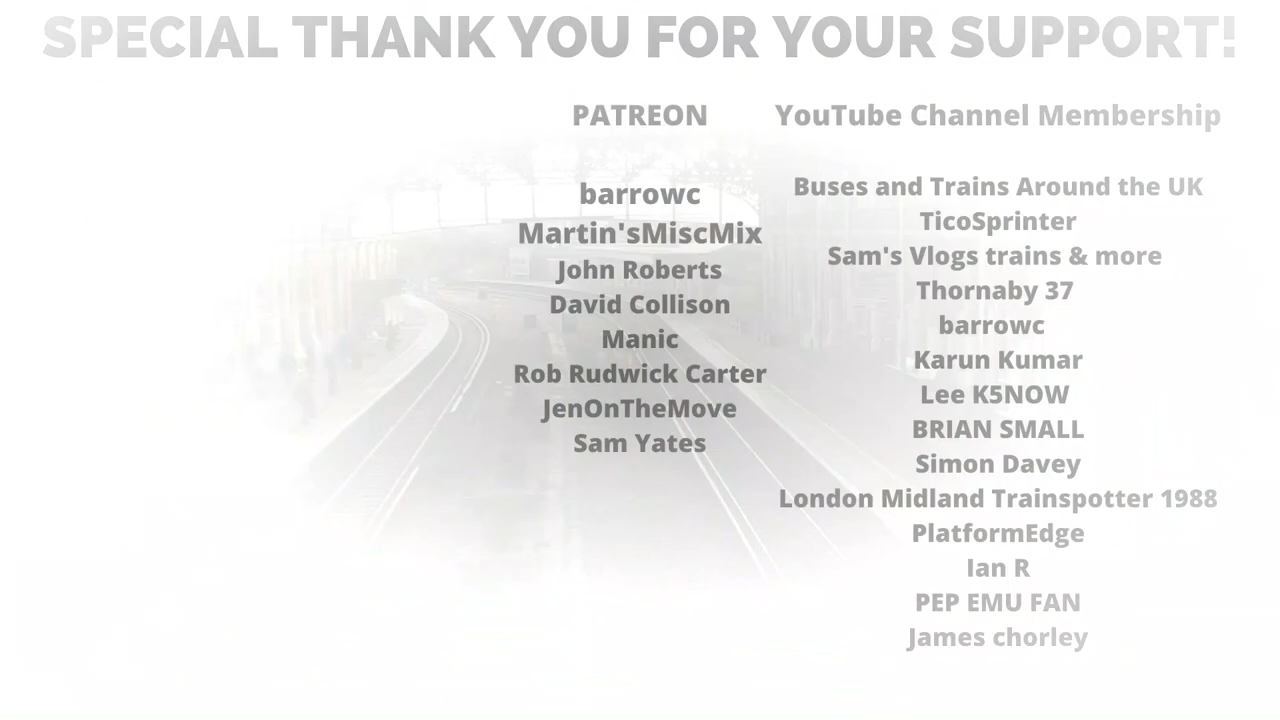 SPECIAL THANK YOU FOR YOUR SUPPORT!
PATREON
barrowc
Martin'sMiscMix
John Roberts
David Collison
Manic
Rob Rudwick Carter
JenOnTheMove
Sam Yates
YouTube Channel Membership
Buses and Trains Around the UK
TicoSprinter
Sam's Vlogs trains & more
Thornaby 37
barrowc
Karun Kumar
Lee K5NOW
BRIAN SMALL
Simon Davey
London Midland Trainspotter 1988
PlatformEdge
Ian R
PEP EMU FAN
James chorley